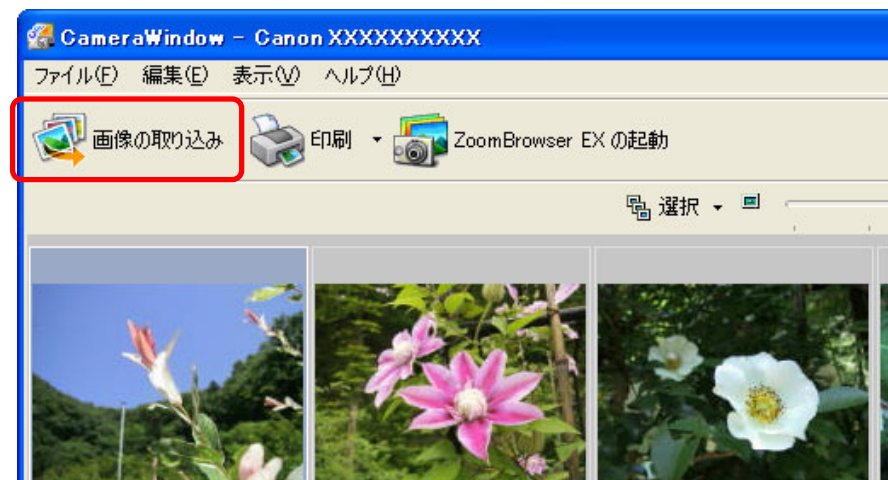 CameraWindow - Canon XXXXXXXXXX
ファイル(F) 編集(E) 表示(V) ヘルプ(H)
画像の取り込み 印刷 ZoomBrowser EX の起動
選択